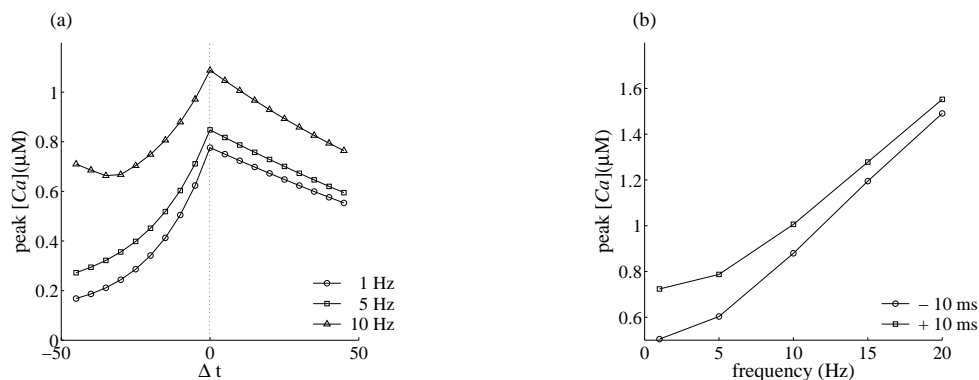 (a)
peak [Ca](μM)
1
0.8
0.6
0.4
0.2
0
−50
0
50
Δ t
1 Hz
5 Hz
10 Hz
(b)
peak [Ca](μM)
1.6
1.4
1.2
1
0.8
0.6
0
5
10
15
20
frequency (Hz)
− 10 ms
+ 10 ms